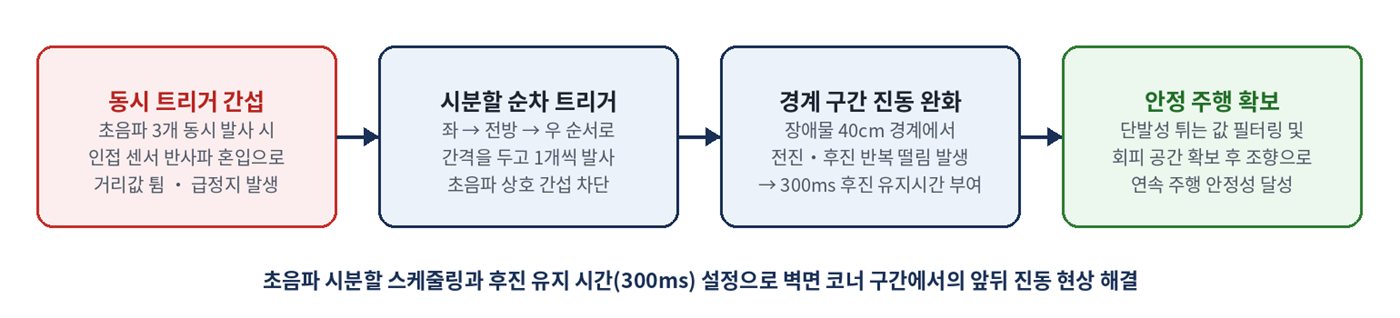 동시 트리거 간섭
초음파 3개 동시 발사 시
인접 센서 반사파 혼입으로
거리값 튐 · 급정지 발생
시분할 순차 트리거
좌 → 전방 → 우 순서로
간격을 두고 1개씩 발사
초음파 상호 간섭 차단
경계 구간 진동 완화
장애물 40cm 경계에서
전진 · 후진 반복 떨림 발생
→ 300ms 후진 유지시간 부여
안정 주행 확보
단발성 튀는 값 필터링 및
회피 공간 확보 후 조향으로
연속 주행 안정성 달성
초음파 시분할 스케줄링과 후진 유지 시간(300ms) 설정으로 벽면 코너 구간에서의 앞뒤 진동 현상 해결